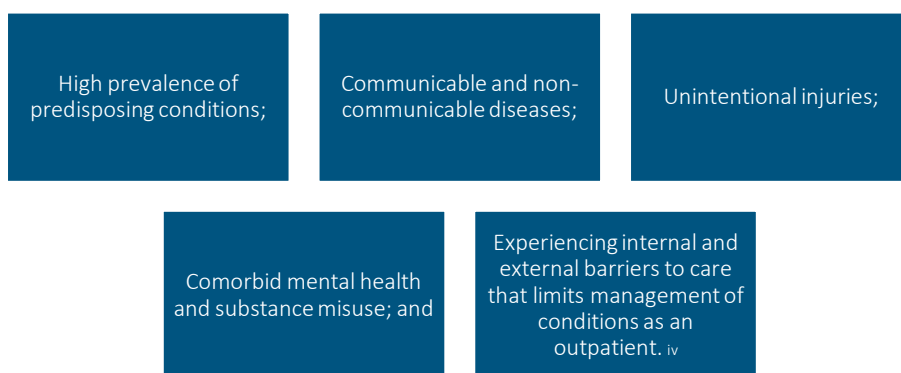 High prevalence of
predisposing conditions;
Communicable and non-
communicable diseases;
Unintentional injuries;
Comorbid mental health
and substance misuse; and
Experiencing internal and
external barriers to care
that limits management of
conditions as an
outpatient. iv